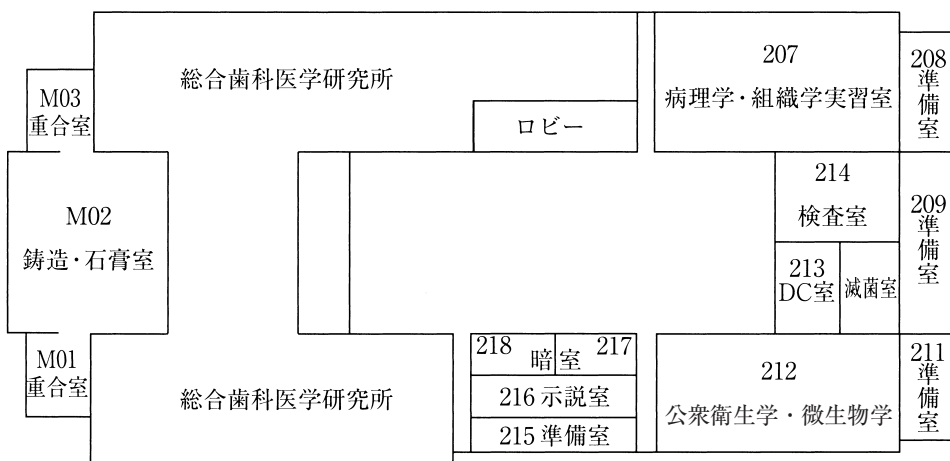 総合歯科医学研究所
207
病理学・組織学実習室
208
準備室
M03
重合室
ロビー
M02
鋳造・石膏室
214
検査室
209
準備室
213
DC室
滅菌室
M01
重合室
総合歯科医学研究所
218
暗室
217
216 示説室
215 準備室
212
公衆衛生学・微生物学
211
準備室